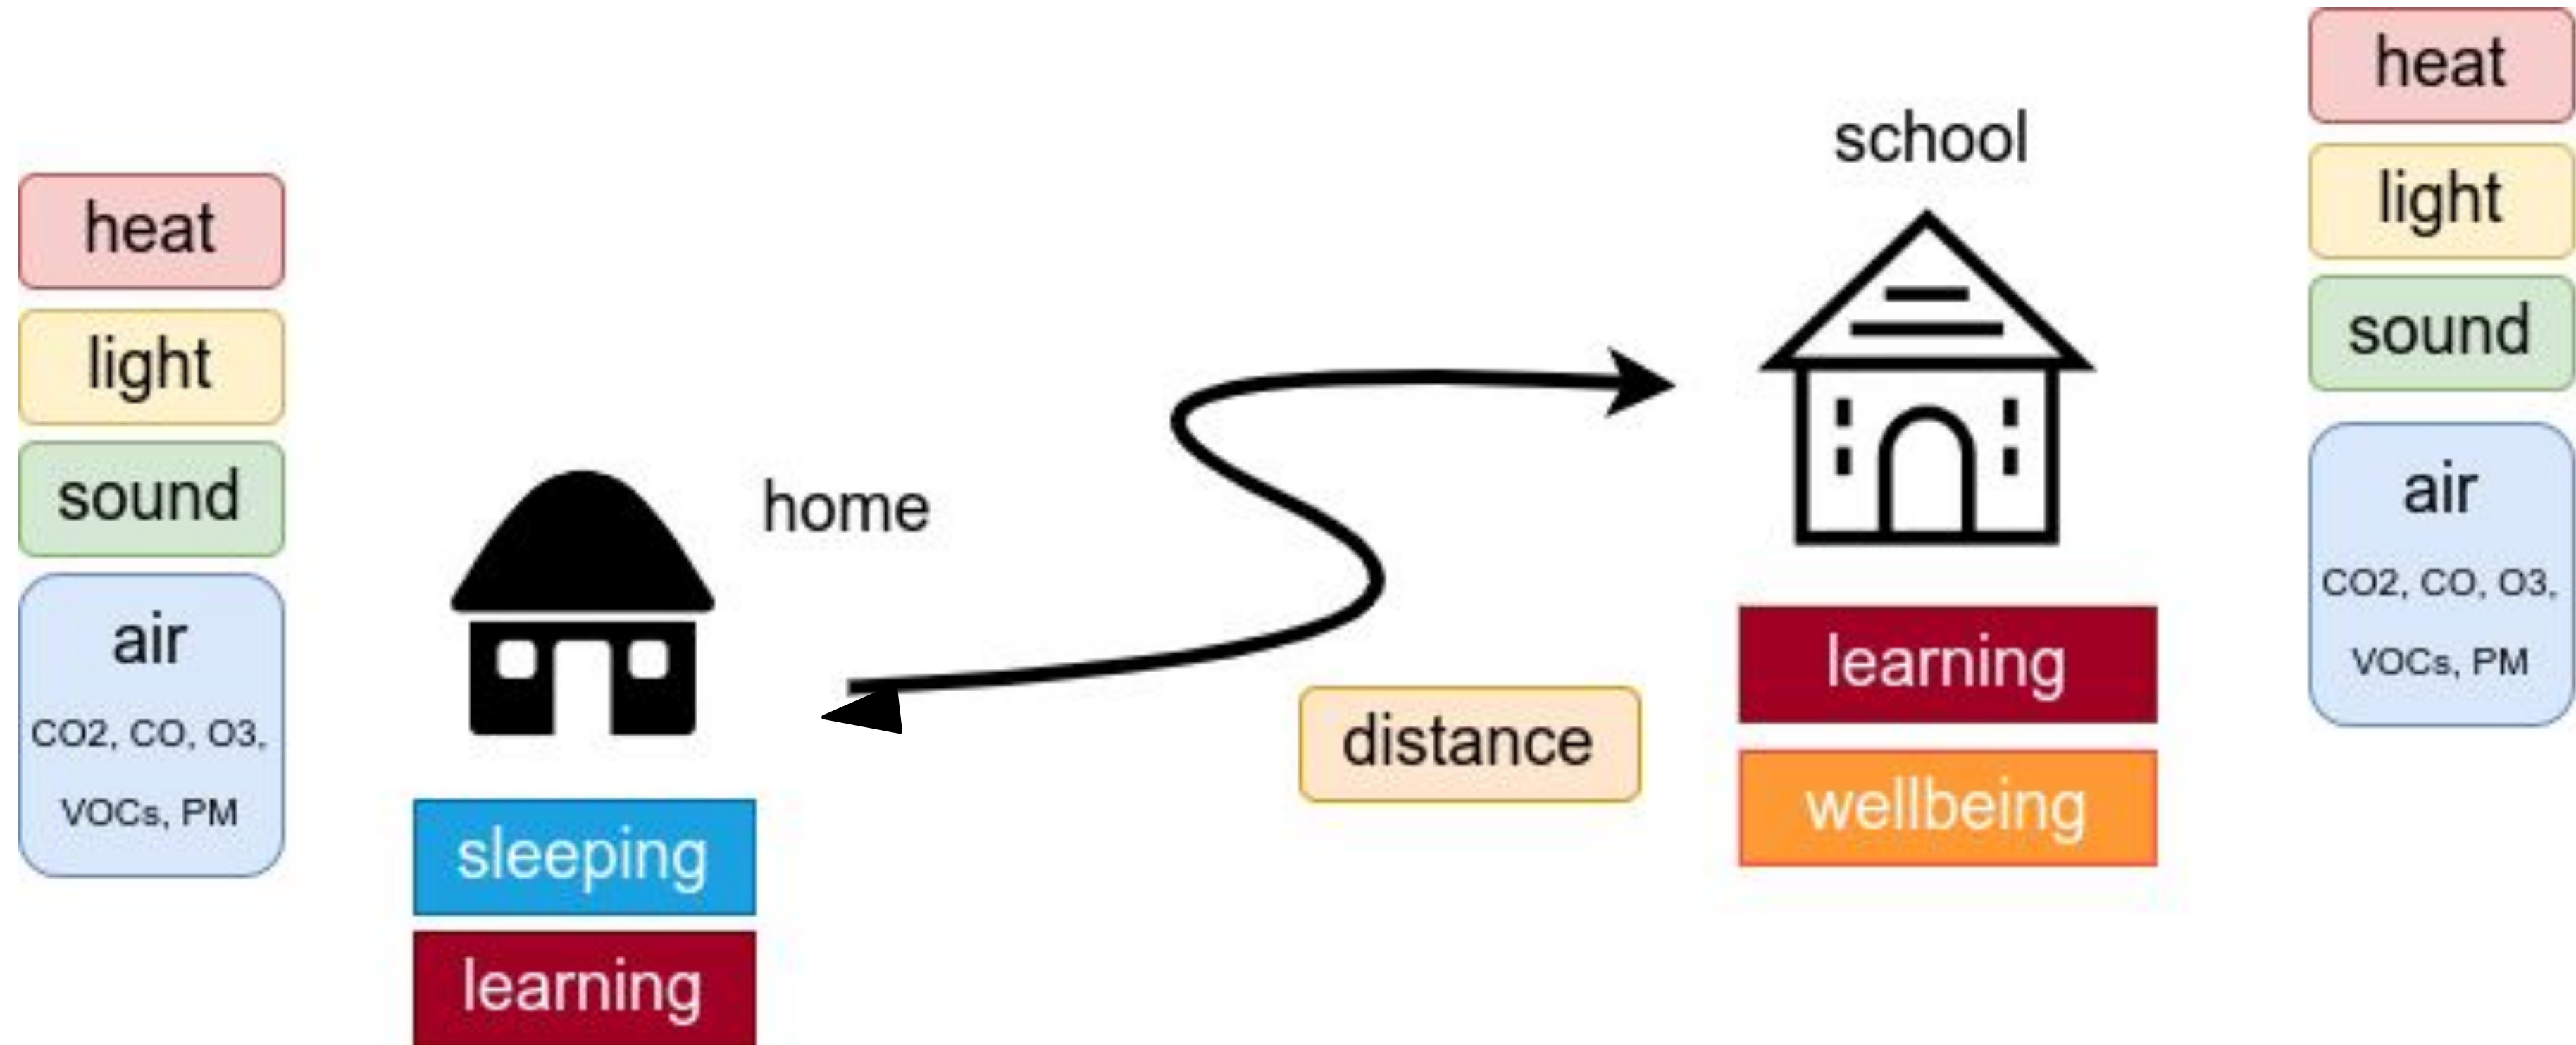 heat
light
sound
air
CO2, CO, O3,
VOCs, PM
home
sleeping
learning
distance
school
learning
wellbeing
heat
light
sound
air
CO2, CO, O3,
VOCs, PM